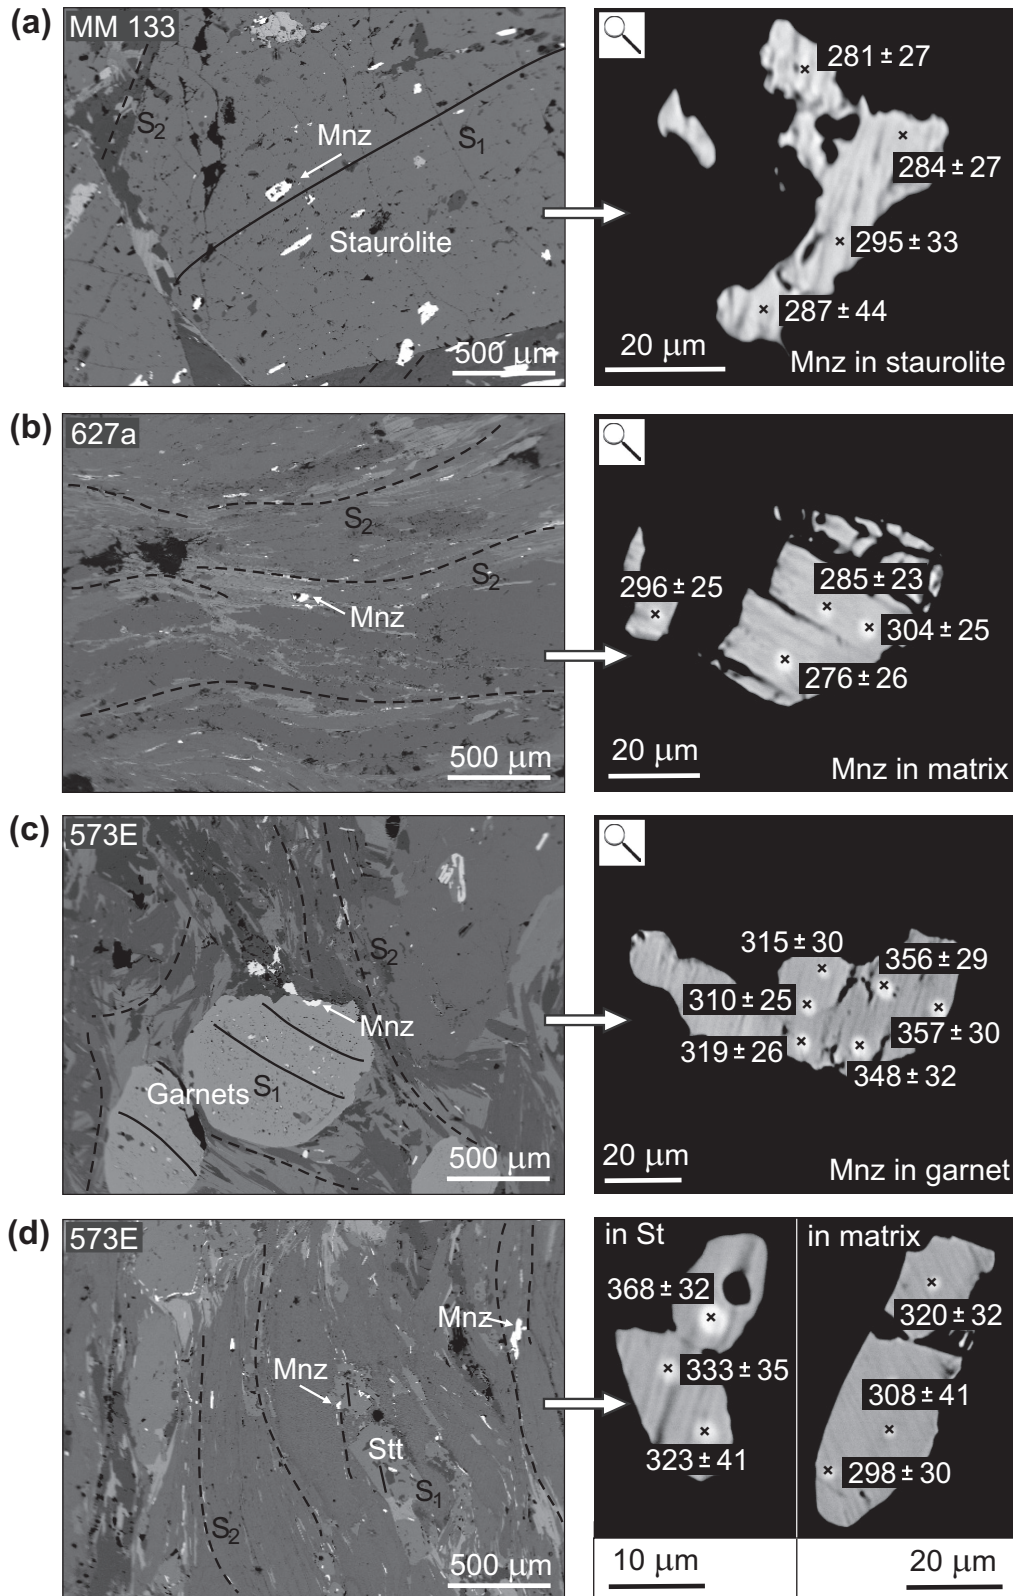 (a)
MM 133
S2
Mnz
S1
Staurolite
500 μm
281 ± 27
284 ± 27
295 ± 33
287 ± 44
20 μm
Mnz in staurolite
(b)
627a
S2
S2
Mnz
500 μm
296 ± 25
285 ± 23
304 ± 25
276 ± 26
20 μm
Mnz in matrix
(c)
573E
S2
Mnz
Garnets
S1
500 μm
315 ± 30
356 ± 29
310 ± 25
357 ± 30
319 ± 26
348 ± 32
20 μm
Mnz in garnet
(d)
573E
Mnz
Mnz
Stt
S1
S2
500 μm
in St
368 ± 32
333 ± 35
323 ± 41
10 μm
in matrix
320 ± 32
308 ± 41
298 ± 30
20 μm